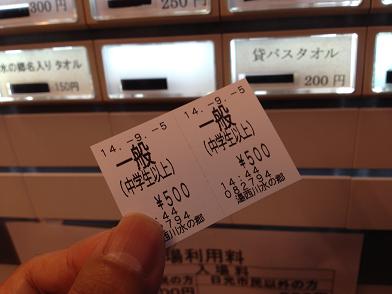 300円
250円
水の郷名入りタオル
150円
貸バスタオル
200円
14.-9.-5
一般
(中学生以上)
¥500
14:44
082794
湯西川水の郷
14.-9.-5
一般
(中学生以上)
¥500
14:44
082794
湯西川水の郷
場利用料
入場料
日光市民以外の方